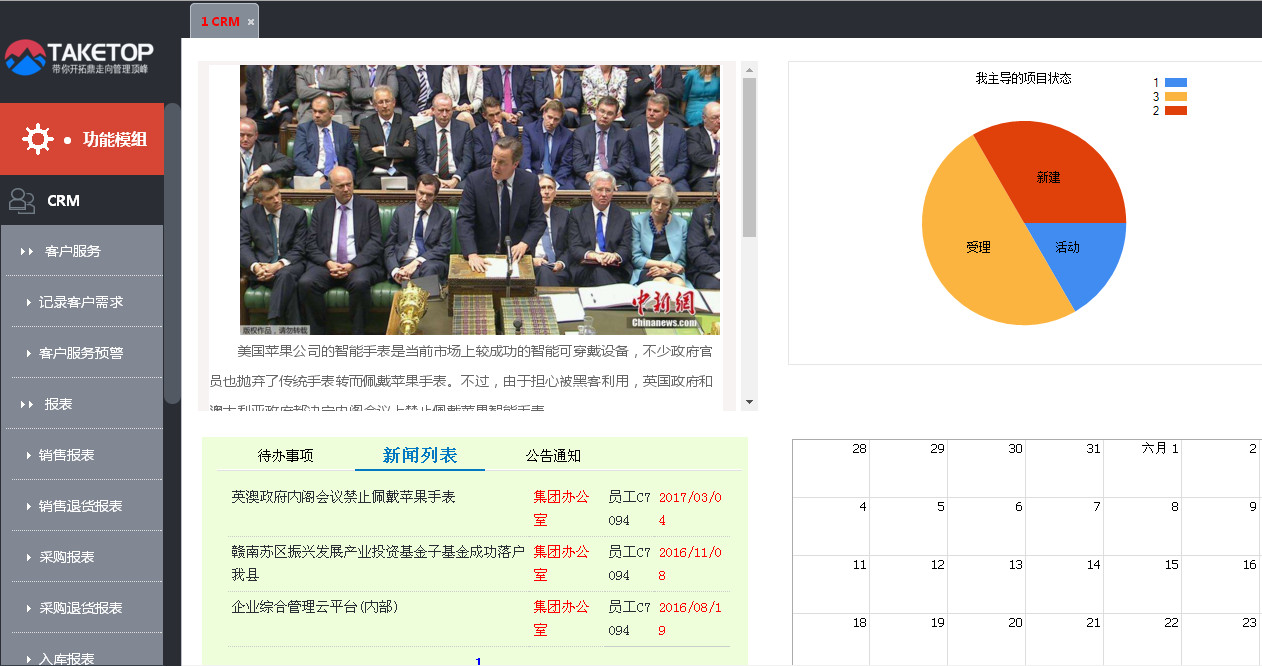 1 CRM ×
TAKETOP
带你开拓鼎走向管理顶峰
功能模组
CRM
客户服务
记录客户需求
客户服务预警
报表
销售报表
销售退货报表
采购报表
采购退货报表
入库报表
中新网
Chinanews.com
版权作品，请勿转载
美国苹果公司的智能手表是当前市场上较成功的智能可穿戴设备，不少政府官
员也抛弃了传统手表转而佩戴苹果手表。不过，由于担心被黑客利用，英国政府和
澳大利亚政府都决定内阁会议上禁止佩戴苹果智能手表
我主导的项目状态
1
3
2
新建
受理
活动
待办事项 新闻列表 公告通知
英澳政府内阁会议禁止佩戴苹果手表 集团办公 员工C7 2017/03/0
室 094 4
赣南苏区振兴发展产业投资基金子基金成功落户 集团办公 员工C7 2016/11/0
我县 室 094 8
企业综合管理云平台(内部) 集团办公 员工C7 2016/08/1
室 094 9
1
28 29 30 31 六月 1 2
4 5 6 7 8 9
11 12 13 14 15 16
18 19 20 21 22 23